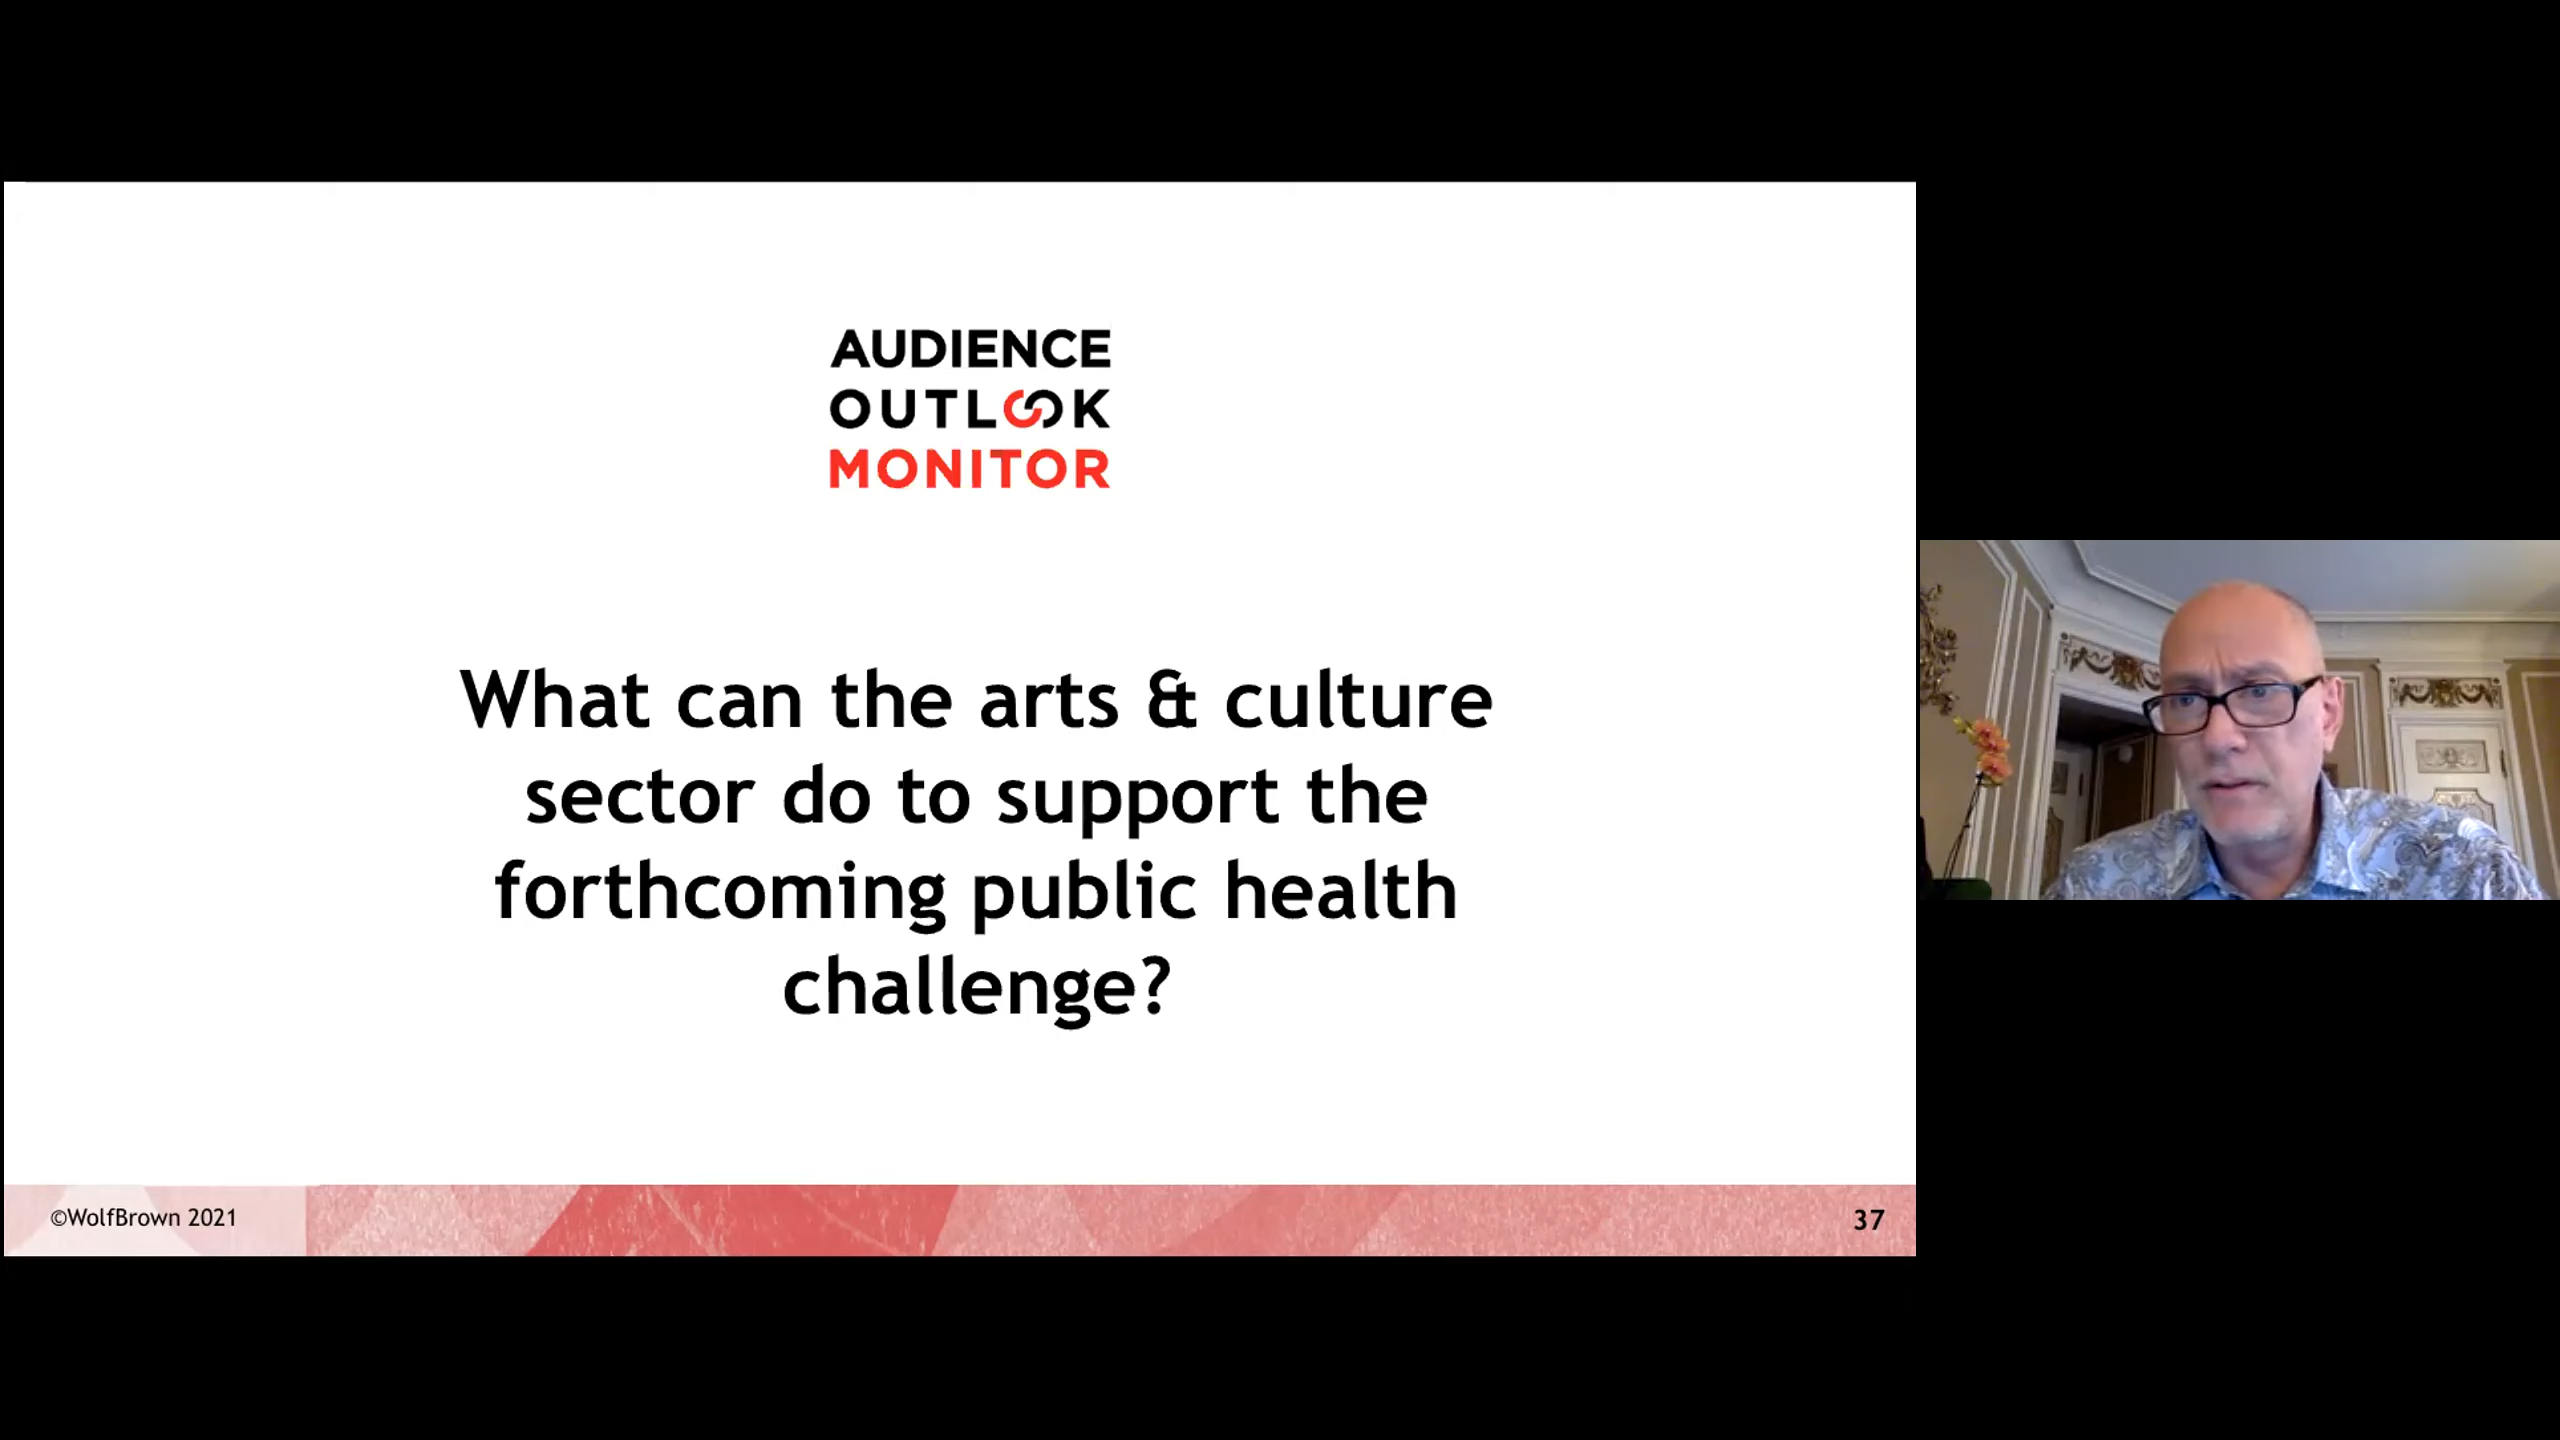 AUDIENCE
OUTLOOK
MONITOR
What can the arts & culture
sector do to support the
forthcoming public health
challenge?
©WolfBrown 2021
37